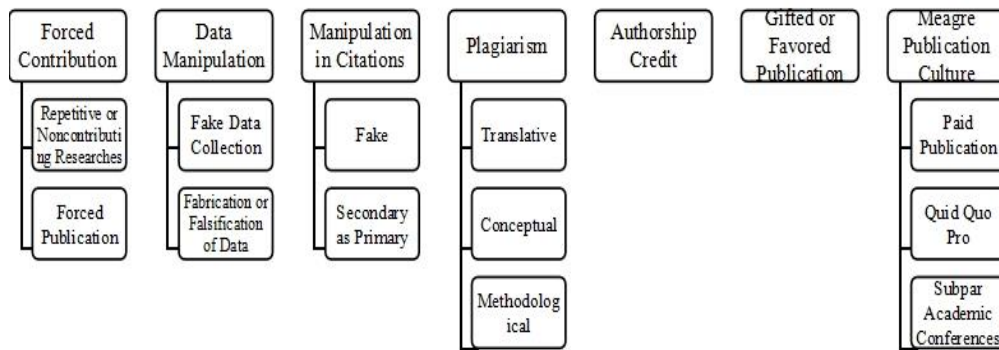 Forced
Contribution
Repetitive or
Noncontributi
ng Researches
Forced
Publication
Data
Manipulation
Fake Data
Collection
Fabrication or
Falsification
of Data
Manipulation
in Citations
Fake
Secondary
as Primary
Plagiarism
Translative
Conceptual
Methodolog
ical
Authorship
Credit
Gifted or
Favored
Publication
Meagre
Publication
Culture
Paid
Publication
Quid Quo
Pro
Subpar
Academic
Conferences